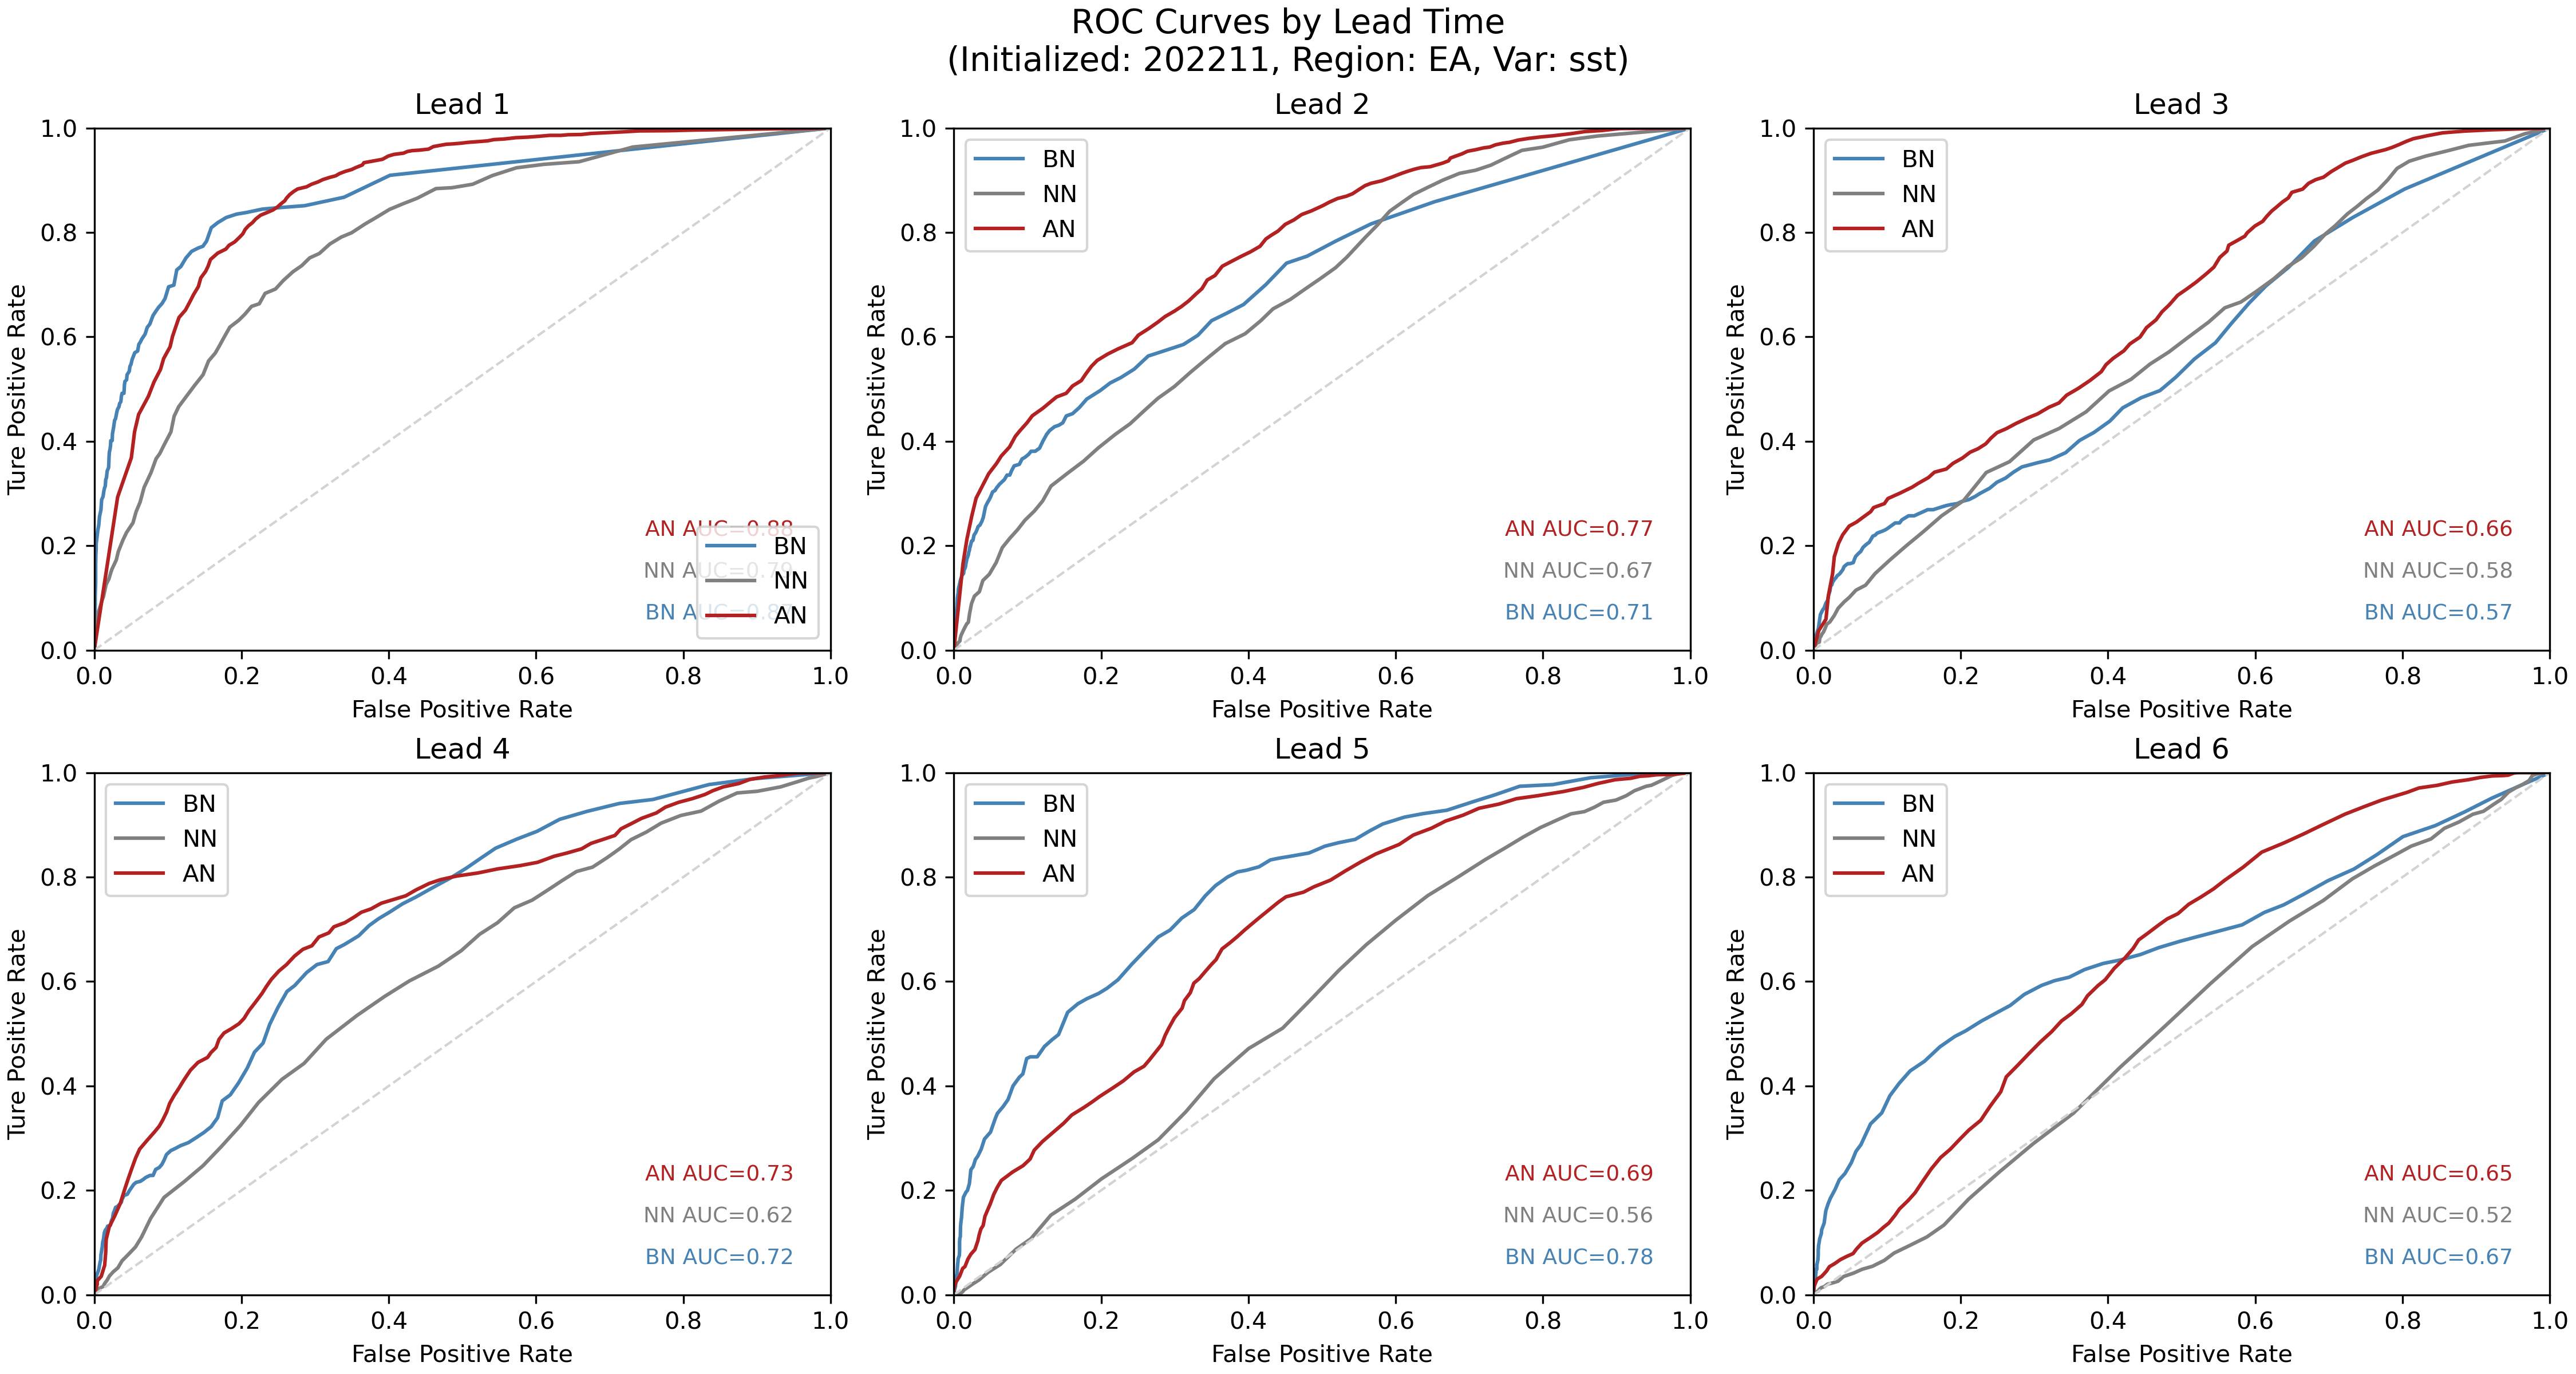 ROC Curves by Lead Time
(Initialized: 202211, Region: EA, Var: sst)
Lead 1
1.0
0.8
0.6
0.4
0.2
0.0
Ture Positive Rate
AN AUC=0.88
NN AUC=0.79
BN
BN
NN
AN
0.0 0.2 0.4 0.6 0.8 1.0
False Positive Rate
Lead 2
1.0
0.8
0.6
0.4
0.2
0.0
Ture Positive Rate
BN
NN
AN
AN AUC=0.77
NN AUC=0.67
BN AUC=0.71
0.0 0.2 0.4 0.6 0.8 1.0
False Positive Rate
Lead 3
1.0
0.8
0.6
0.4
0.2
0.0
Ture Positive Rate
BN
NN
AN
AN AUC=0.66
NN AUC=0.58
BN AUC=0.57
0.0 0.2 0.4 0.6 0.8 1.0
False Positive Rate
Lead 4
1.0
0.8
0.6
0.4
0.2
0.0
Ture Positive Rate
BN
NN
AN
AN AUC=0.73
NN AUC=0.62
BN AUC=0.72
0.0 0.2 0.4 0.6 0.8 1.0
False Positive Rate
Lead 5
1.0
0.8
0.6
0.4
0.2
0.0
Ture Positive Rate
BN
NN
AN
AN AUC=0.69
NN AUC=0.56
BN AUC=0.78
0.0 0.2 0.4 0.6 0.8 1.0
False Positive Rate
Lead 6
1.0
0.8
0.6
0.4
0.2
0.0
Ture Positive Rate
BN
NN
AN
AN AUC=0.65
NN AUC=0.52
BN AUC=0.67
0.0 0.2 0.4 0.6 0.8 1.0
False Positive Rate